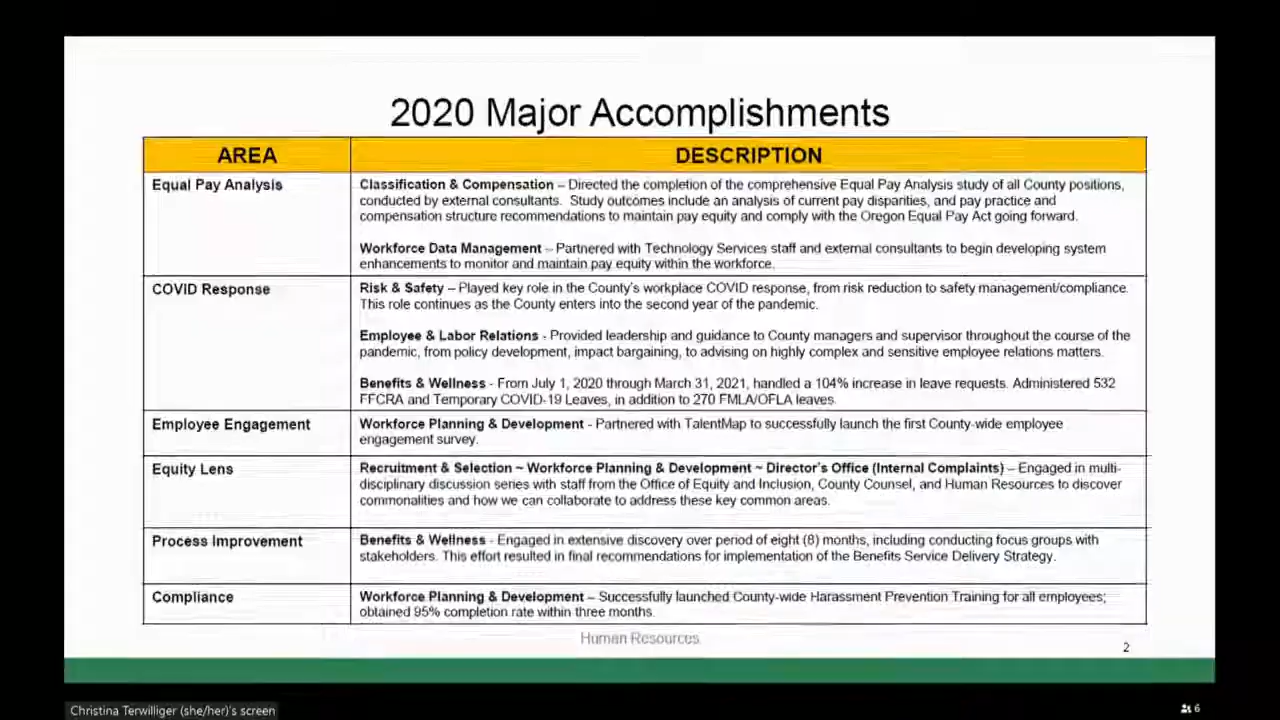 2020 Major Accomplishments
AREA
DESCRIPTION
Equal Pay Analysis
Classification & Compensation – Directed the completion of the comprehensive Equal Pay Analysis study of all County positions,
conducted by external consultants. Study outcomes include an analysis of current pay disparities, and pay practice and
compensation structure recommendations to maintain pay equity and comply with the Oregon Equal Pay Act going forward.
Workforce Data Management – Partnered with Technology Services staff and external consultants to begin developing system
enhancements to monitor and maintain pay equity within the workforce.
COVID Response
Risk & Safety – Played key role in the County's workplace COVID response, from risk reduction to safety management/compliance.
This role continues as the County enters into the second year of the pandemic.
Employee & Labor Relations - Provided leadership and guidance to County managers and supervisor throughout the course of the
pandemic, from policy development, impact bargaining, to advising on highly complex and sensitive employee relations matters.
Benefits & Wellness - From July 1, 2020 through March 31, 2021, handled a 104% increase in leave requests. Administered 532
FFCRA and Temporary COVID-19 Leaves, in addition to 270 FMLA/OFLA leaves.
Employee Engagement
Workforce Planning & Development - Partnered with TalentMap to successfully launch the first County-wide employee
engagement survey.
Equity Lens
Recruitment & Selection ~ Workforce Planning & Development ~ Director's Office (Internal Complaints) – Engaged in multi-
disciplinary discussion series with staff from the Office of Equity and Inclusion, County Counsel, and Human Resources to discover
commonalities and how we can collaborate to address these key common areas.
Process Improvement
Benefits & Wellness - Engaged in extensive discovery over period of eight (8) months, including conducting focus groups with
stakeholders. This effort resulted in final recommendations for implementation of the Benefits Service Delivery Strategy.
Compliance
Workforce Planning & Development – Successfully launched County-wide Harassment Prevention Training for all employees;
obtained 95% completion rate within three months.
Human Resources
2
Christina Terwilliger (she/her)'s screen
6